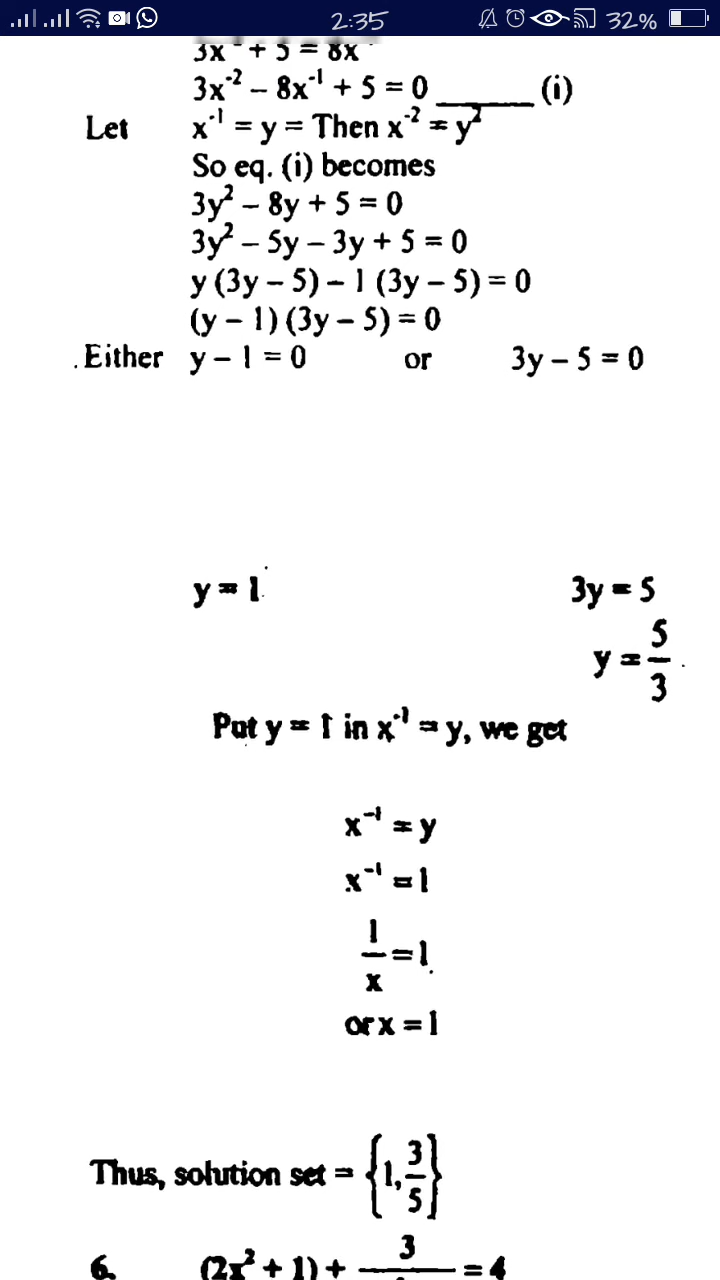 2:35 32%
3x⁻² + 5 = 8x⁻¹
3x⁻² – 8x⁻¹ + 5 = 0 ______ (i)
Let x⁻¹ = y = Then x⁻² = y²
So eq. (i) becomes
3y² – 8y + 5 = 0
3y² – 5y – 3y + 5 = 0
y (3y – 5) – 1 (3y – 5) = 0
(y – 1) (3y – 5) = 0
Either y – 1 = 0 or 3y – 5 = 0
y = 1 3y = 5
y = 5/3
Put y = 1 in x⁻¹ = y, we get
x⁻¹ = y
x⁻¹ = 1
1/x = 1
or x = 1
Thus, solution set = {1, 3/5}
6. (2x² + 1) + 3 = 4